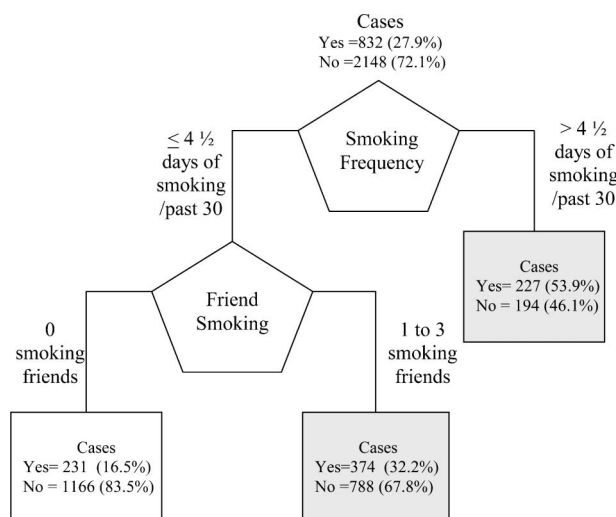 Cases
Yes =832 (27.9%)
No =2148 (72.1%)
Smoking
Frequency
≤ 4 ½
days of
smoking
/past 30
> 4 ½
days of
smoking
/past 30
Cases
Yes= 227 (53.9%)
No = 194 (46.1%)
Friend
Smoking
0
smoking
friends
1 to 3
smoking
friends
Cases
Yes= 231 (16.5%)
No = 1166 (83.5%)
Cases
Yes=374 (32.2%)
No =788 (67.8%)